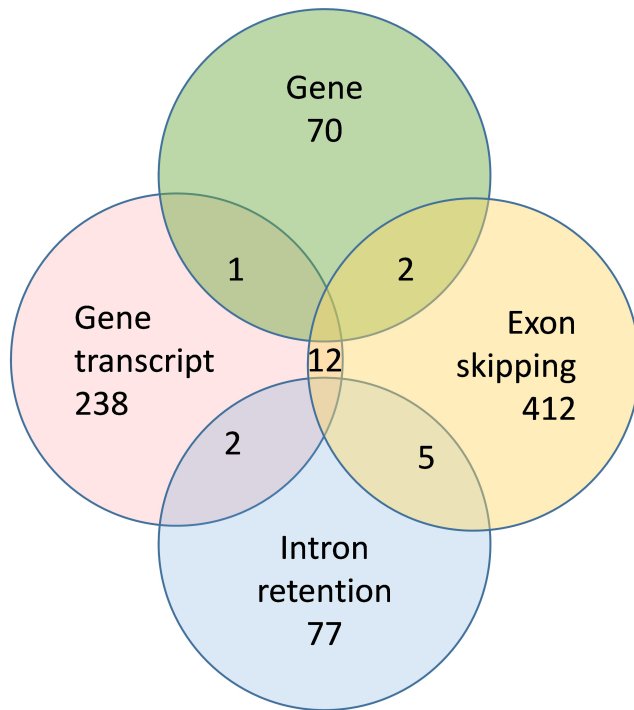 Gene
70
1
2
Gene
transcript
238
12
Exon
skipping
412
2
5
Intron
retention
77